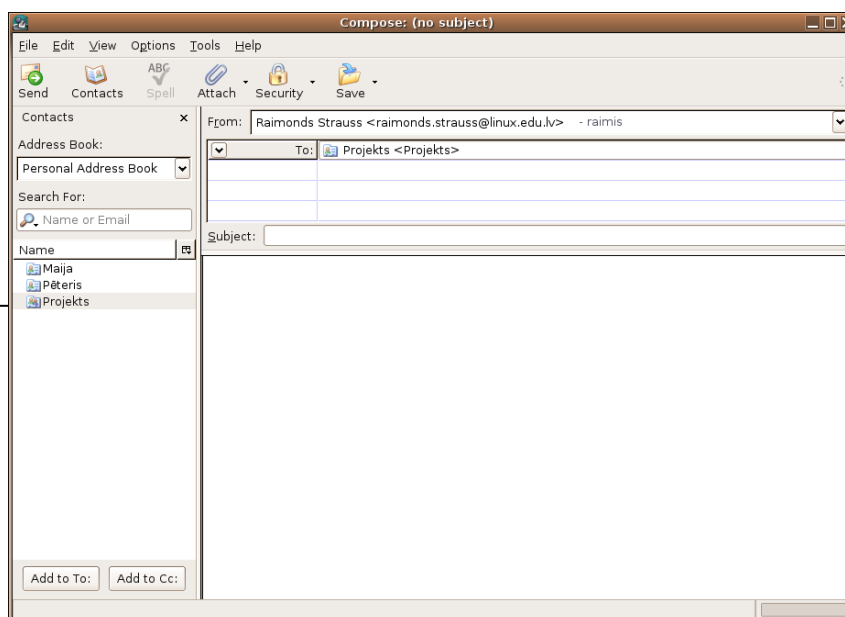 Compose: (no subject)
File Edit View Options Tools Help
Send Contacts Spell Attach Security Save
ABC
Contacts x
From: Raimonds Strauss <raimonds.strauss@linux.edu.lv> - raimis
Address Book:
To: Projekts <Projekts>
Personal Address Book
Search For:
Name or Email
Subject:
Name
Maija
Pēteris
Projekts
Add to To: Add to Cc: